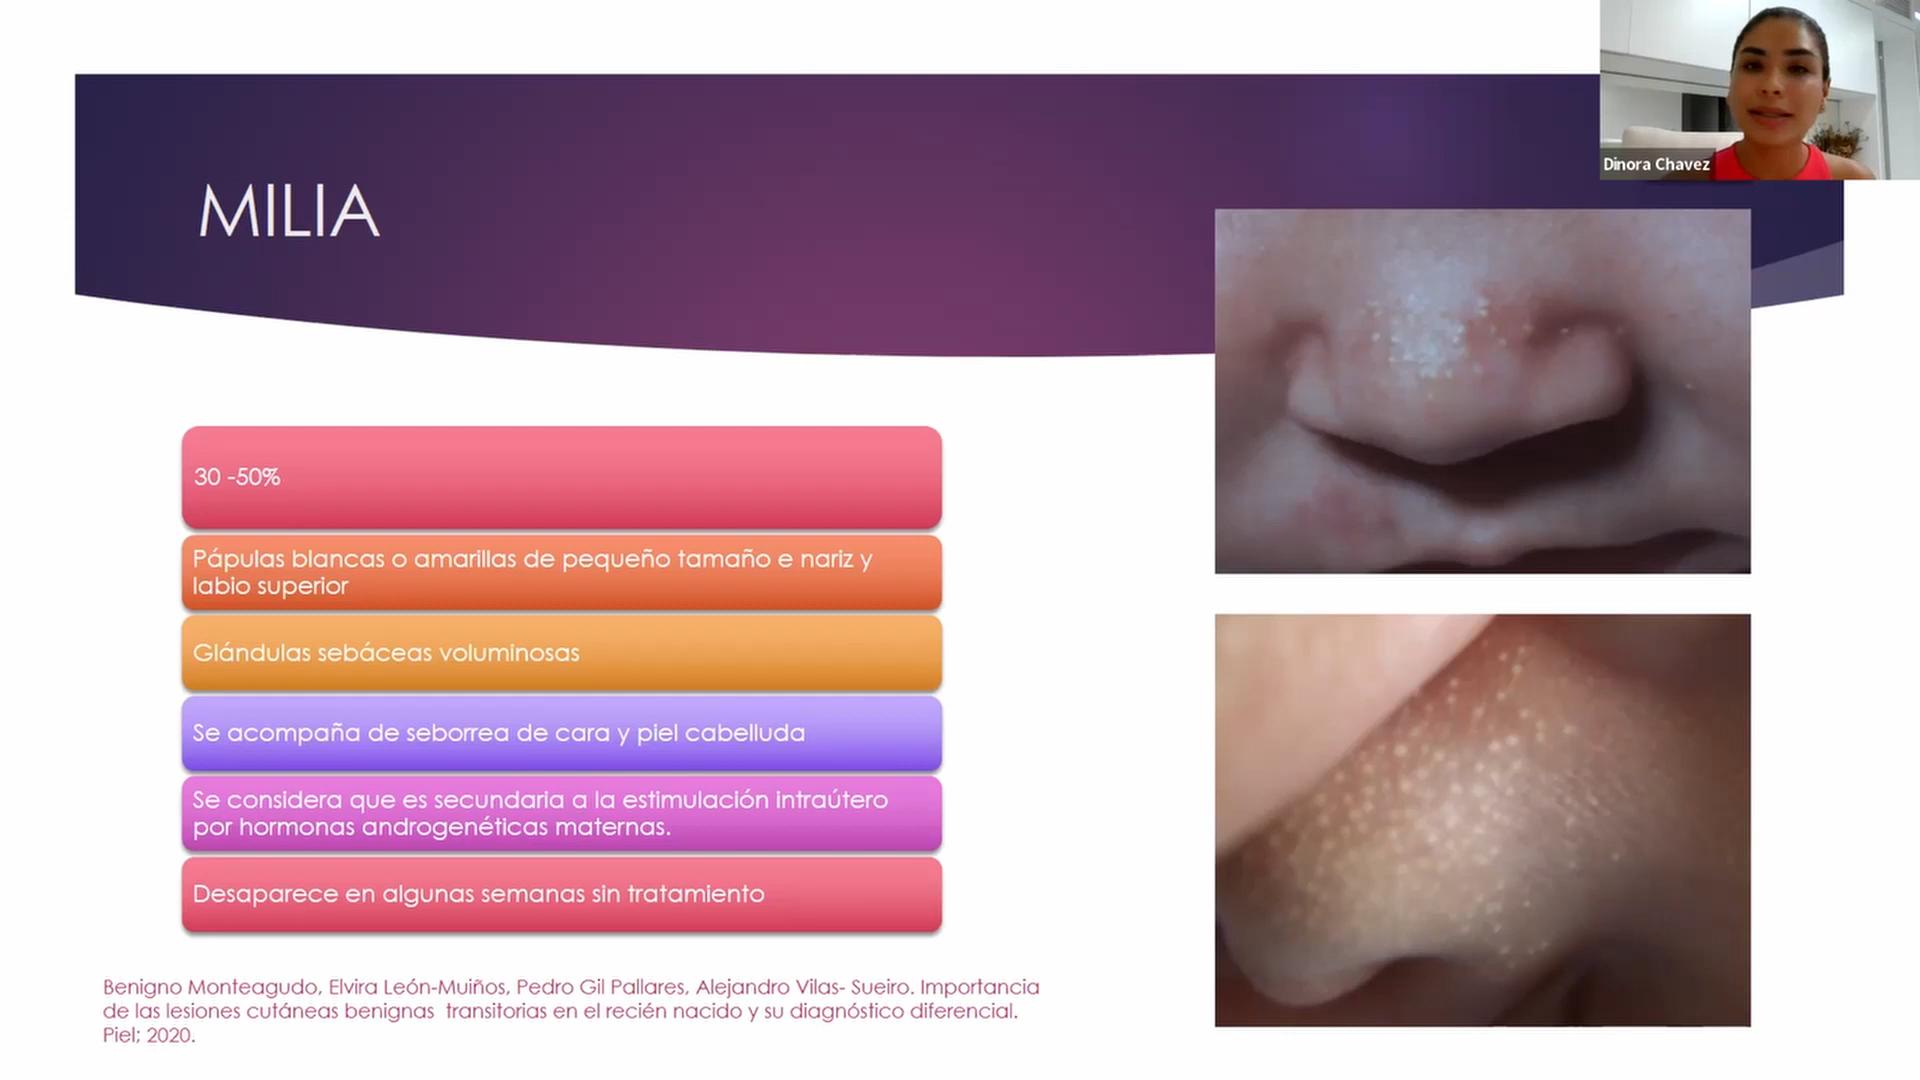 Dinora Chavez
MILIA
30 -50%
Pápulas blancas o amarillas de pequeño tamaño e nariz y
labio superior
Glándulas sebáceas voluminosas
Se acompaña de seborrea de cara y piel cabelluda
Se considera que es secundaria a la estimulación intraútero
por hormonas androgenéticas maternas.
Desaparece en algunas semanas sin tratamiento
Benigno Monteagudo, Elvira León-Muiños, Pedro Gil Pallares, Alejandro Vilas- Sueiro. Importancia
de las lesiones cutáneas benignas  transitorias en el recién nacido y su diagnóstico diferencial.
Piel; 2020.